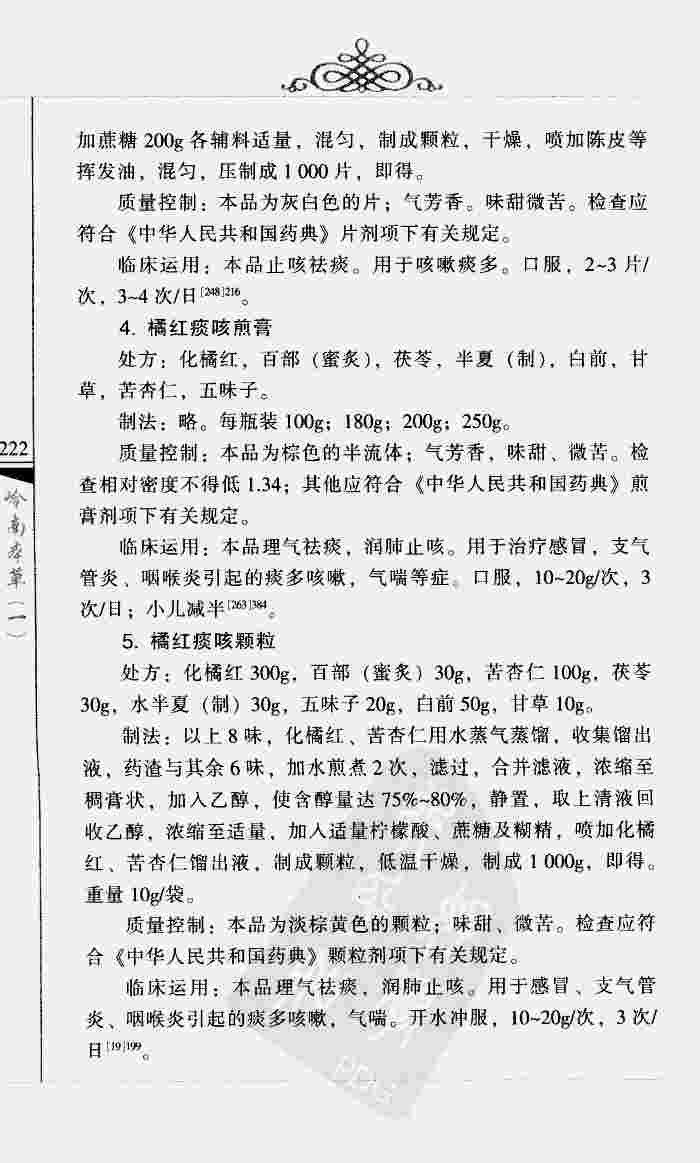 加蔗糖 200g 各辅料适量，混匀，制成颗粒，干燥，喷加陈皮等
挥发油，混匀，压制成 1 000 片，即得。
质量控制：本品为灰白色的片；气芳香。味甜微苦。检查应
符合《中华人民共和国药典》片剂项下有关规定。
临床运用：本品止咳祛痰。用于咳嗽痰多。口服，2~3 片/
次，3~4 次/日[248]216。
4. 橘红痰咳煎膏
处方：化橘红，百部（蜜炙），茯苓，半夏（制），白前，甘
草，苦杏仁，五味子。
制法：略。每瓶装 100g；180g；200g；250g。
质量控制：本品为棕色的半流体；气芳香，味甜、微苦。检
查相对密度不得低 1.34；其他应符合《中华人民共和国药典》煎
膏剂项下有关规定。
临床运用：本品理气祛痰，润肺止咳。用于治疗感冒，支气
管炎、咽喉炎引起的痰多咳嗽，气喘等症。口服，10~20g/次，3
次/日；小儿减半[263]384。
5. 橘红痰咳颗粒
处方：化橘红 300g，百部（蜜炙）30g，苦杏仁 100g，茯苓
30g，水半夏（制）30g，五味子 20g，白前 50g，甘草 10g。
制法：以上 8 味，化橘红、苦杏仁用水蒸气蒸馏，收集馏出
液，药渣与其余 6 味，加水煎煮 2 次，滤过，合并滤液，浓缩至
稠膏状，加入乙醇，使含醇量达 75%~80%，静置，取上清液回
收乙醇，浓缩至适量，加入适量柠檬酸、蔗糖及糊精，喷加化橘
红、苦杏仁馏出液，制成颗粒，低温干燥，制成 1 000g，即得。
重量 10g/袋。
质量控制：本品为淡棕黄色的颗粒；味甜、微苦。检查应符
合《中华人民共和国药典》颗粒剂项下有关规定。
临床运用：本品理气祛痰，润肺止咳。用于感冒、支气管
炎、咽喉炎引起的痰多咳嗽，气喘。开水冲服，10~20g/次，3 次/
日[19]199。
222
岭南本草（一）